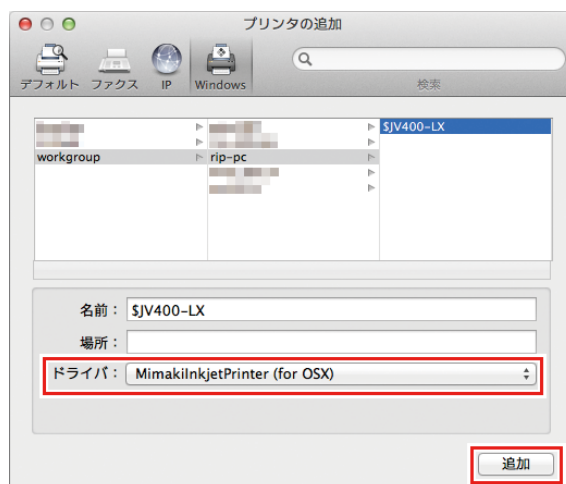 プリンタの追加
デフォルト ファクス IP Windows 検索
$JV400-LX
workgroup rip-pc
名前： $JV400-LX
場所：
ドライバ： MimakiInkjetPrinter (for OSX)
追加